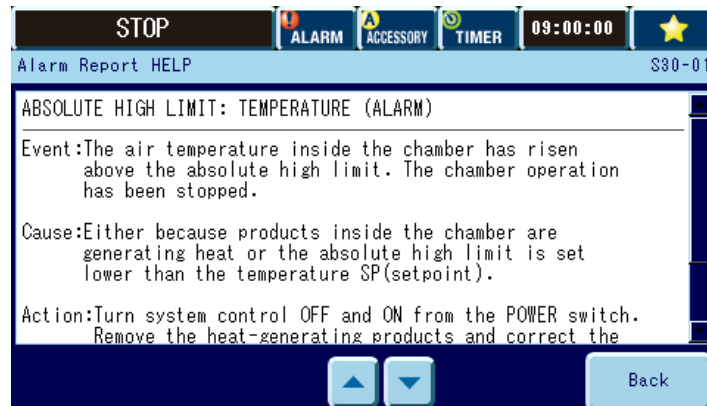 STOP
ALARM
A
ACCESSORY
TIMER
09:00:00
Alarm Report HELP
S30-01
ABSOLUTE HIGH LIMIT: TEMPERATURE (ALARM)
Event:The air temperature inside the chamber has risen
above the absolute high limit. The chamber operation
has been stopped.
Cause:Either because products inside the chamber are
generating heat or the absolute high limit is set
lower than the temperature SP(setpoint).
Action:Turn system control OFF and ON from the POWER switch.
Remove the heat-generating products and correct the
Back